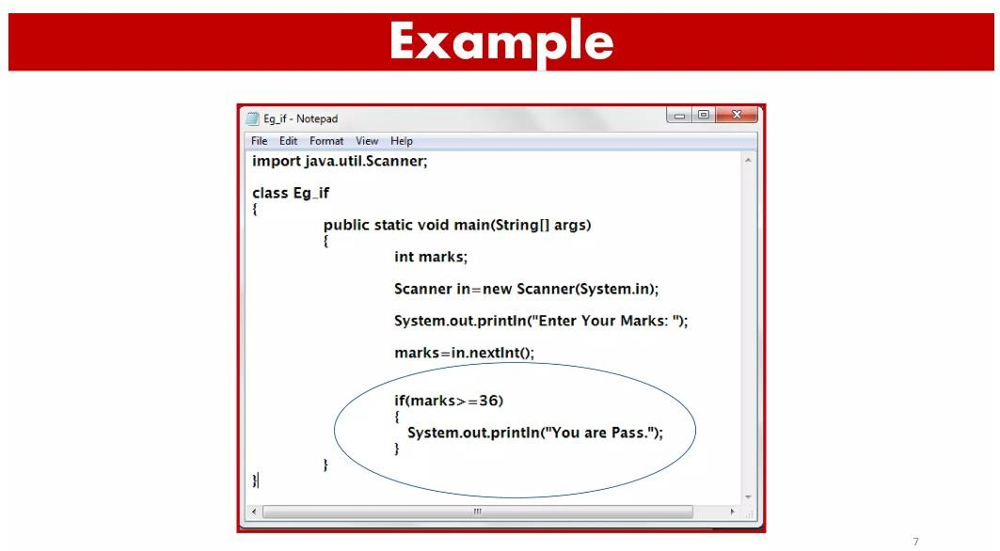 Example
Eg_if - Notepad
File Edit Format View Help
import java.util.Scanner;
class Eg_if
{
public static void main(String[] args)
{
int marks;
Scanner in=new Scanner(System.in);
System.out.println("Enter Your Marks: ");
marks=in.nextInt();
if(marks>=36)
{
System.out.println("You are Pass.");
}
}
}
7